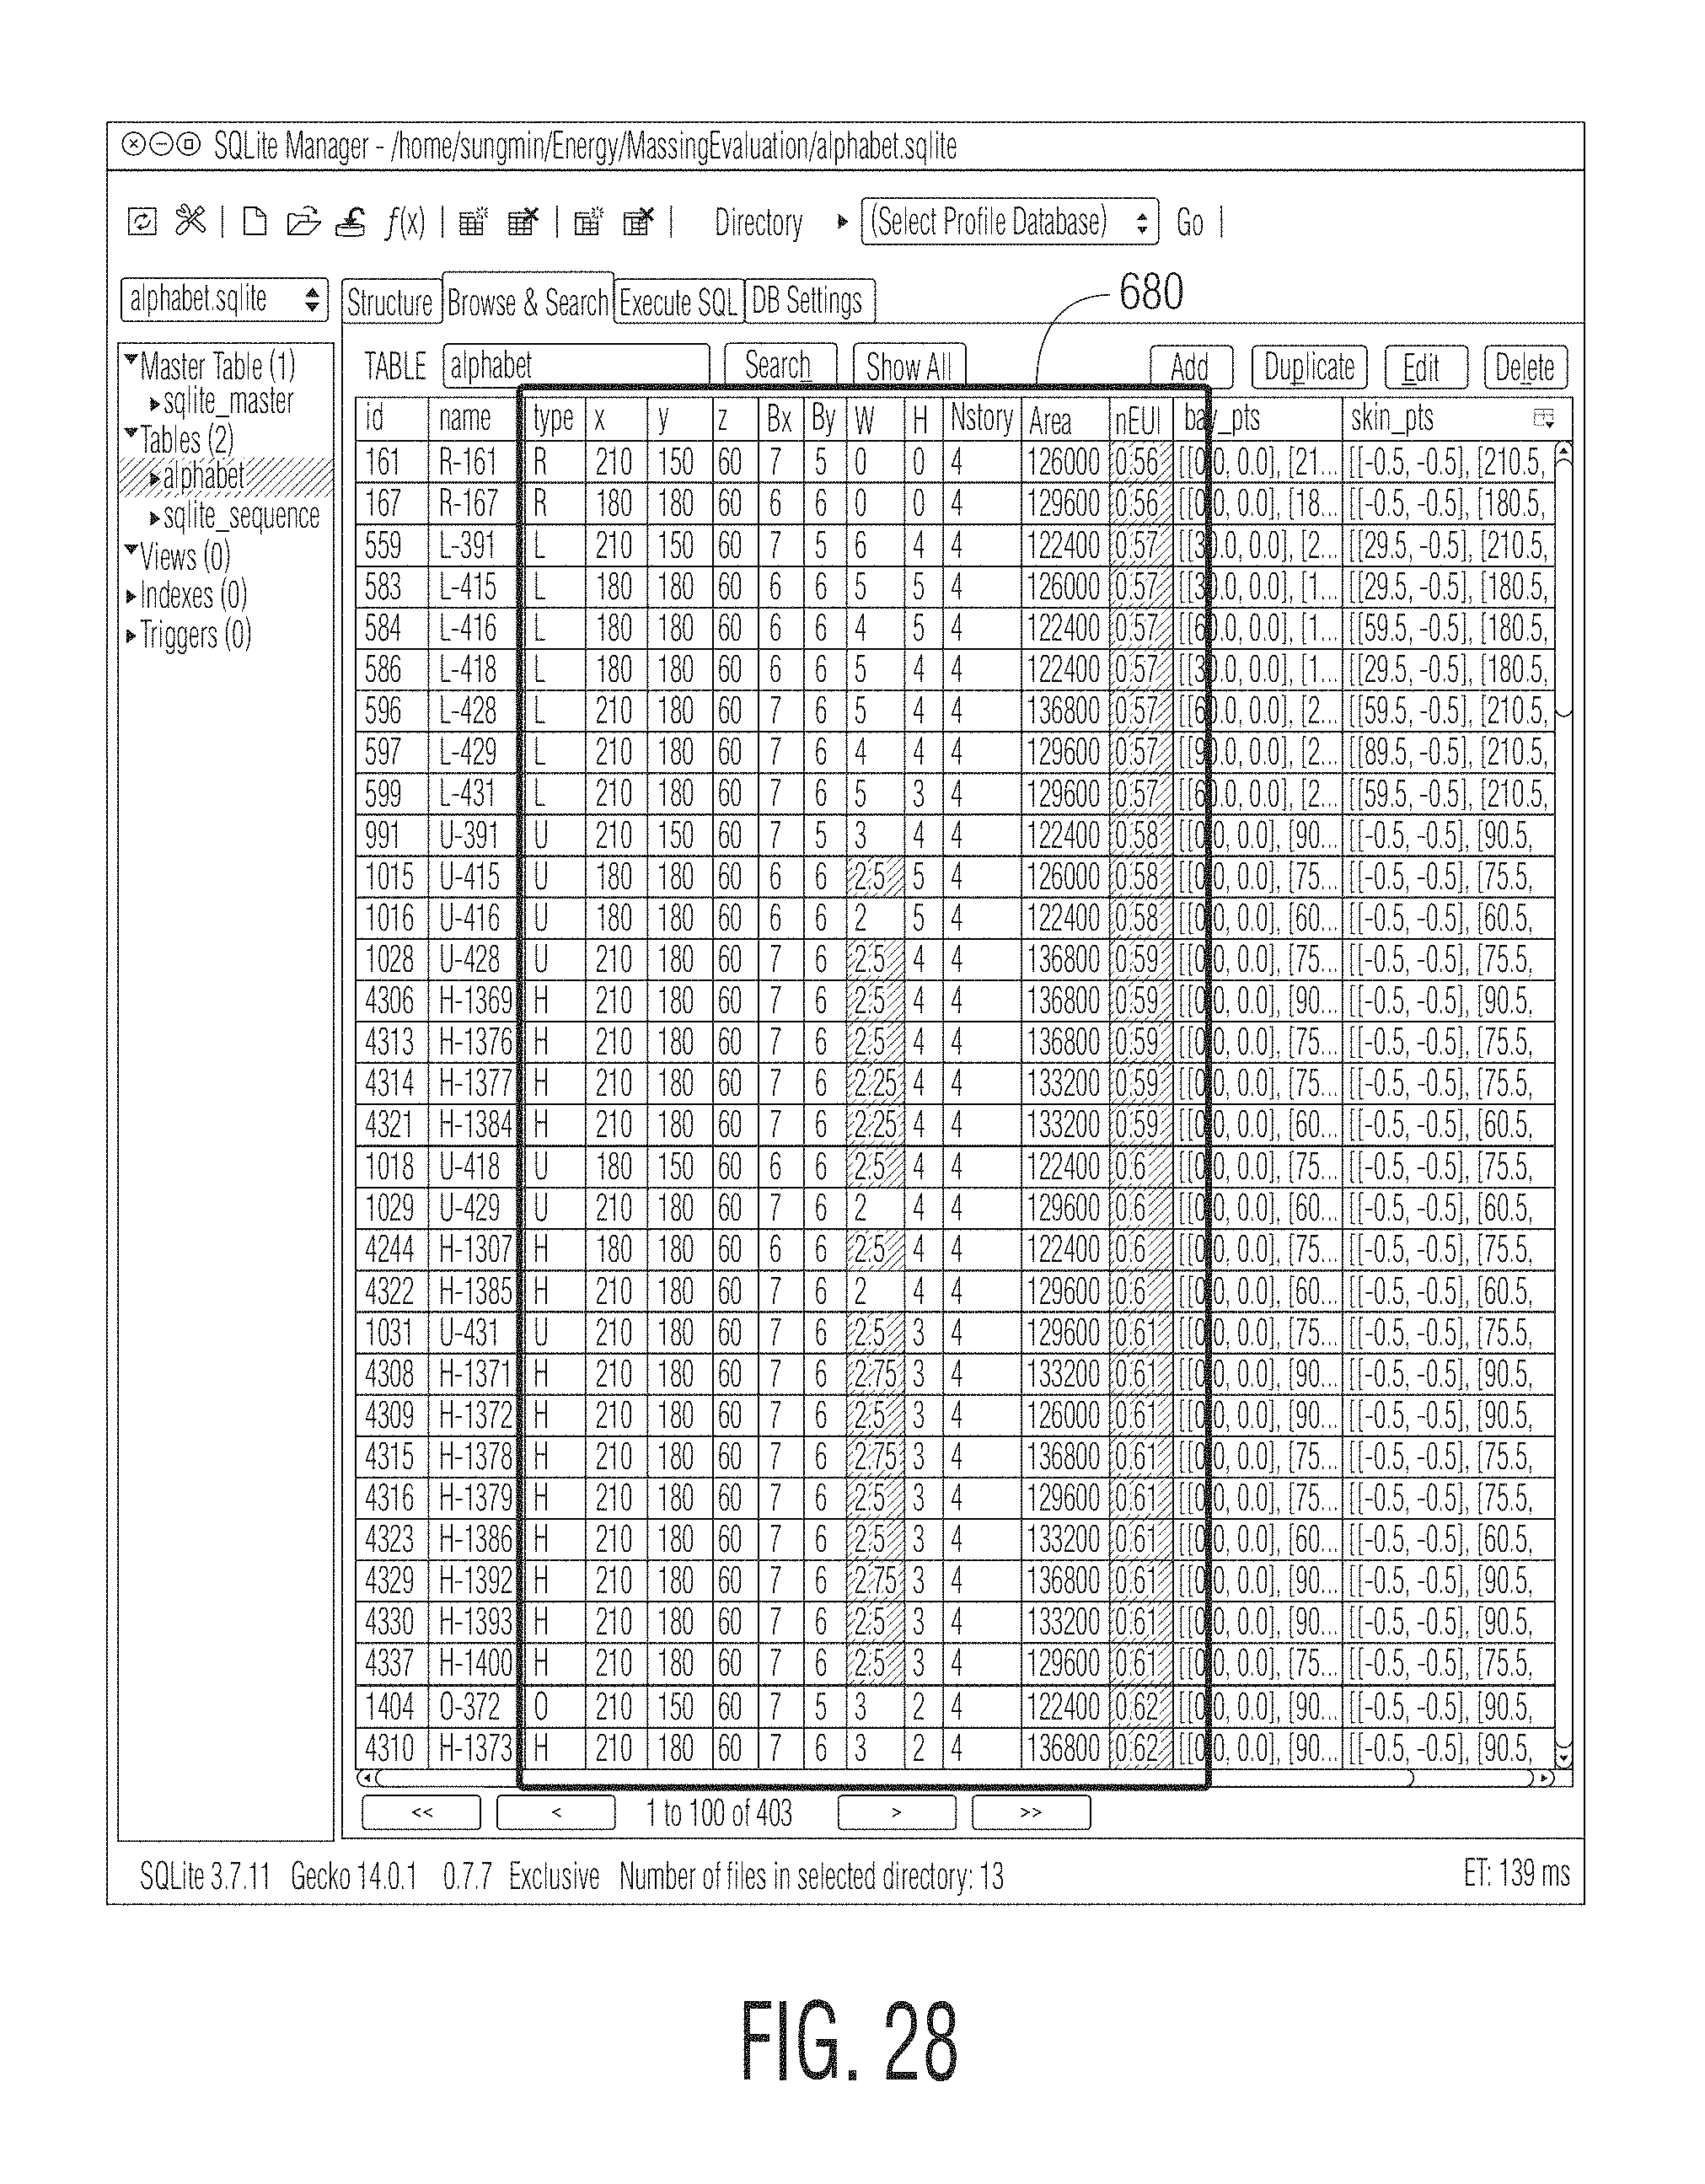 SQLite Manager - /home/sungmin/Energy/MassingEvaluation/alphabet.sqlite
f(x) Directory (Select Profile Database) Go
alphabet.sqlite Structure Browse & Search Execute SQL DB Settings 680
Master Table (1)
sqlite_master
Tables (2)
alphabet
sqlite_sequence
Views (0)
Indexes (0)
Triggers (0)
TABLE alphabet Search Show All Add Duplicate Edit Delete
id name type x y z Bx By W H Nstory Area nEUI bay_pts skin_pts
161 R-161 R 210 150 60 7 5 0 0 4 126000 0.56 [[0.0, 0.0], [21... [[-0.5, -0.5], [210.5,
167 R-167 R 180 180 60 6 6 0 0 4 129600 0.56 [[0.0, 0.0], [18... [[-0.5, -0.5], [180.5,
559 L-391 L 210 150 60 7 5 6 4 4 122400 0.57 [[30.0, 0.0], [2... [[29.5, -0.5], [210.5,
583 L-415 L 180 180 60 6 6 5 5 4 126000 0.57 [[30.0, 0.0], [1... [[29.5, -0.5], [180.5,
584 L-416 L 180 180 60 6 6 4 5 4 122400 0.57 [[60.0, 0.0], [1... [[59.5, -0.5], [180.5,
586 L-418 L 180 180 60 6 6 5 4 4 122400 0.57 [[30.0, 0.0], [1... [[29.5, -0.5], [180.5,
596 L-428 L 210 180 60 7 6 5 4 4 136800 0.57 [[60.0, 0.0], [2... [[59.5, -0.5], [210.5,
597 L-429 L 210 180 60 7 6 4 4 4 129600 0.57 [[90.0, 0.0], [2... [[89.5, -0.5], [210.5,
599 L-431 L 210 180 60 7 6 5 3 4 129600 0.57 [[60.0, 0.0], [2... [[59.5, -0.5], [210.5,
991 U-391 U 210 150 60 7 5 3 4 4 122400 0.58 [[0.0, 0.0], [90... [[-0.5, -0.5], [90.5,
1015 U-415 U 180 180 60 6 6 2.5 5 4 126000 0.58 [[0.0, 0.0], [75... [[-0.5, -0.5], [75.5,
1016 U-416 U 180 180 60 6 6 2 5 4 122400 0.58 [[0.0, 0.0], [60... [[-0.5, -0.5], [60.5,
1028 U-428 U 210 180 60 7 6 2.5 4 4 136800 0.59 [[0.0, 0.0], [75... [[-0.5, -0.5], [75.5,
4306 H-1369 H 210 180 60 7 6 2.5 4 4 136800 0.59 [[0.0, 0.0], [90... [[-0.5, -0.5], [90.5,
4313 H-1376 H 210 180 60 7 6 2.5 4 4 136800 0.59 [[0.0, 0.0], [75... [[-0.5, -0.5], [75.5,
4314 H-1377 H 210 180 60 7 6 2.25 4 4 133200 0.59 [[0.0, 0.0], [75... [[-0.5, -0.5], [75.5,
4321 H-1384 H 210 180 60 7 6 2.25 4 4 133200 0.59 [[0.0, 0.0], [60... [[-0.5, -0.5], [60.5,
1018 U-418 U 180 150 60 6 6 2.5 4 4 122400 0.6 [[0.0, 0.0], [75... [[-0.5, -0.5], [75.5,
1029 U-429 U 210 180 60 7 6 2 4 4 129600 0.6 [[0.0, 0.0], [60... [[-0.5, -0.5], [60.5,
4244 H-1307 H 180 180 60 6 6 2.5 4 4 122400 0.6 [[0.0, 0.0], [75... [[-0.5, -0.5], [75.5,
4322 H-1385 H 210 180 60 7 6 2 4 4 129600 0.6 [[0.0, 0.0], [60... [[-0.5, -0.5], [60.5,
1031 U-431 U 210 180 60 7 6 2.5 3 4 129600 0.61 [[0.0, 0.0], [75... [[-0.5, -0.5], [75.5,
4308 H-1371 H 210 180 60 7 6 2.75 3 4 133200 0.61 [[0.0, 0.0], [90... [[-0.5, -0.5], [90.5,
4309 H-1372 H 210 180 60 7 6 2.5 3 4 126000 0.61 [[0.0, 0.0], [90... [[-0.5, -0.5], [90.5,
4315 H-1378 H 210 180 60 7 6 2.75 3 4 136800 0.61 [[0.0, 0.0], [75... [[-0.5, -0.5], [75.5,
4316 H-1379 H 210 180 60 7 6 2.5 3 4 129600 0.61 [[0.0, 0.0], [75... [[-0.5, -0.5], [75.5,
4323 H-1386 H 210 180 60 7 6 2.5 3 4 133200 0.61 [[0.0, 0.0], [60... [[-0.5, -0.5], [60.5,
4329 H-1392 H 210 180 60 7 6 2.75 3 4 136800 0.61 [[0.0, 0.0], [90... [[-0.5, -0.5], [90.5,
4330 H-1393 H 210 180 60 7 6 2.5 3 4 133200 0.61 [[0.0, 0.0], [90... [[-0.5, -0.5], [90.5,
4337 H-1400 H 210 180 60 7 6 2.5 3 4 129600 0.61 [[0.0, 0.0], [75... [[-0.5, -0.5], [75.5,
1404 O-372 O 210 150 60 7 5 3 2 4 122400 0.62 [[0.0, 0.0], [90... [[-0.5, -0.5], [90.5,
4310 H-1373 H 210 180 60 7 6 3 2 4 136800 0.62 [[0.0, 0.0], [90... [[-0.5, -0.5], [90.5,
<< < 1 to 100 of 403 > >>
SQLite 3.7.11 Gecko 14.0.1 0.7.7 Exclusive Number of files in selected directory: 13 ET: 139 ms
FIG. 28